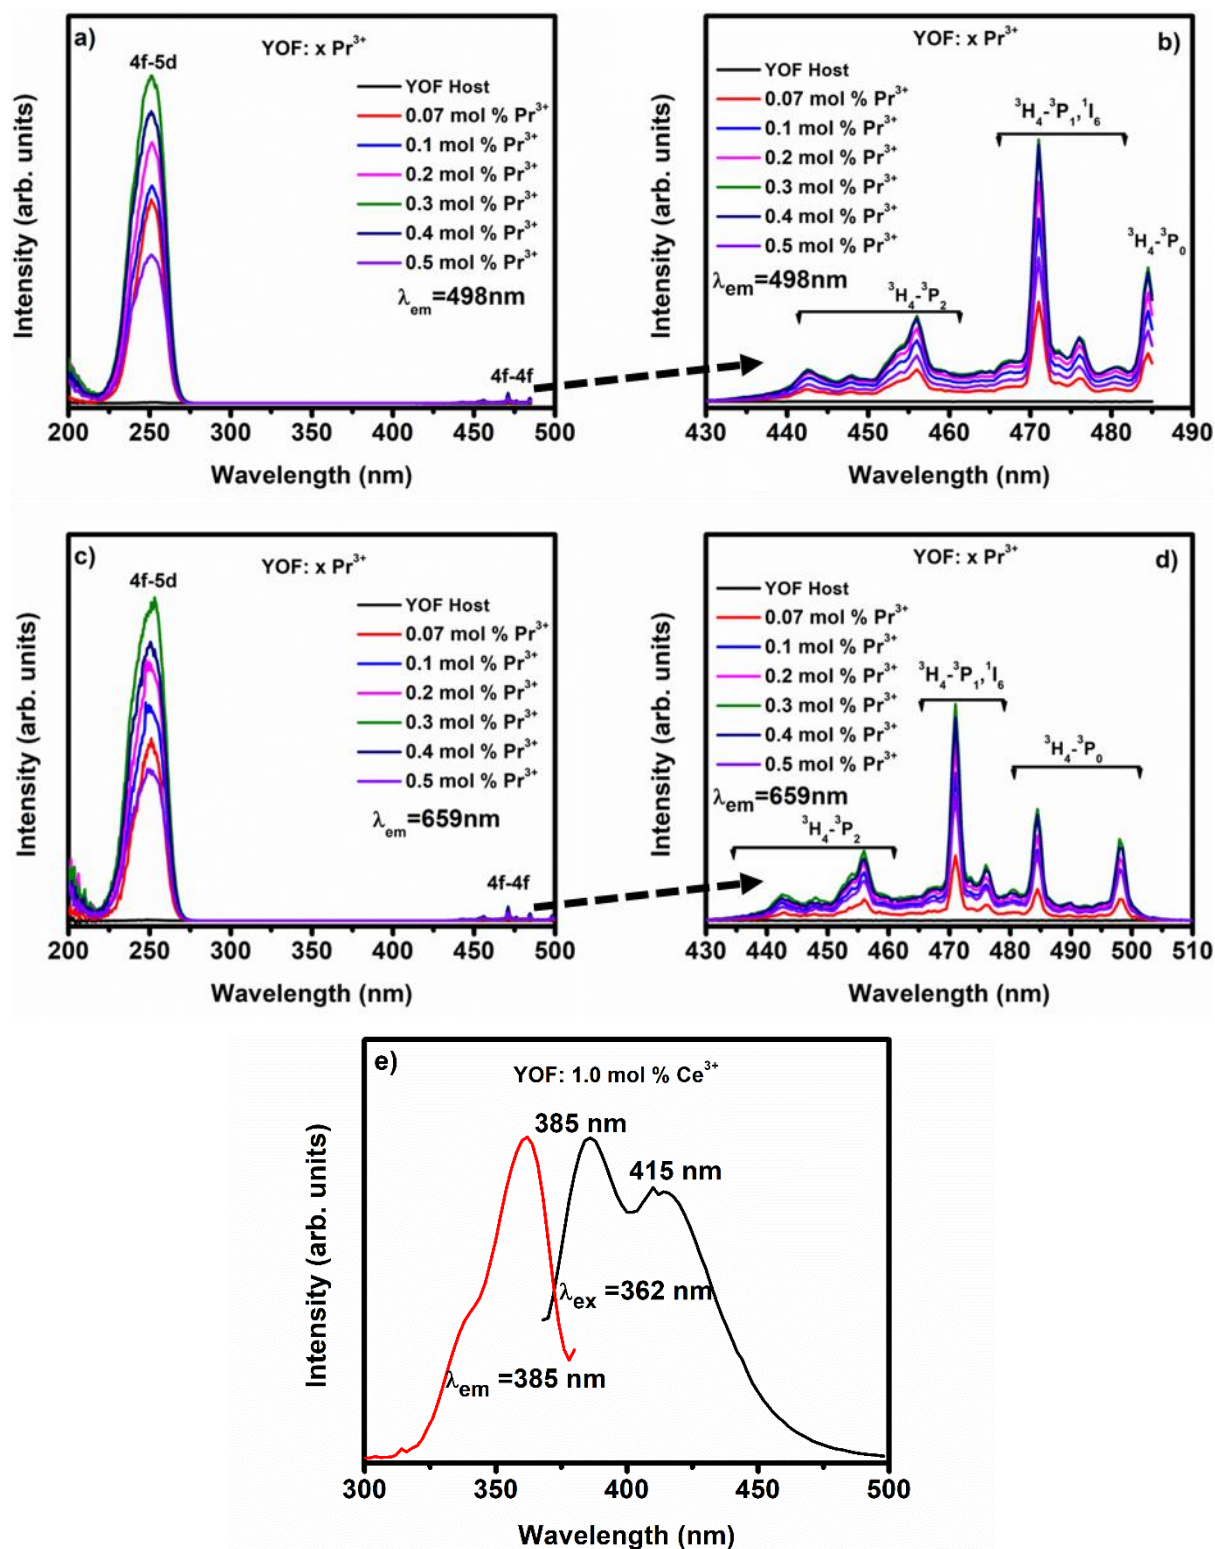 a)
YOF: x Pr³⁺
4f-5d
YOF Host
0.07 mol % Pr³⁺
0.1 mol % Pr³⁺
0.2 mol % Pr³⁺
0.3 mol % Pr³⁺
0.4 mol % Pr³⁺
0.5 mol % Pr³⁺
λem=498nm
4f-4f
Intensity (arb. units)
200 250 300 350 400 450 500
Wavelength (nm)
b)
YOF: x Pr³⁺
YOF Host
0.07 mol % Pr³⁺
0.1 mol % Pr³⁺
0.2 mol % Pr³⁺
0.3 mol % Pr³⁺
0.4 mol % Pr³⁺
0.5 mol % Pr³⁺
λem=498nm
³H₄-³P₂
³H₄-³P₁,¹I₆
³H₄-³P₀
Intensity (arb. units)
430 440 450 460 470 480 490
Wavelength (nm)
c)
YOF: x Pr³⁺
4f-5d
YOF Host
0.07 mol % Pr³⁺
0.1 mol % Pr³⁺
0.2 mol % Pr³⁺
0.3 mol % Pr³⁺
0.4 mol % Pr³⁺
0.5 mol % Pr³⁺
λem=659nm
4f-4f
Intensity (arb. units)
200 250 300 350 400 450 500
Wavelength (nm)
d)
YOF: x Pr³⁺
YOF Host
0.07 mol % Pr³⁺
0.1 mol % Pr³⁺
0.2 mol % Pr³⁺
0.3 mol % Pr³⁺
0.4 mol % Pr³⁺
0.5 mol % Pr³⁺
λem=659nm
³H₄-³P₂
³H₄-³P₁,¹I₆
³H₄-³P₀
Intensity (arb. units)
430 440 450 460 470 480 490 500 510
Wavelength (nm)
e)
YOF: 1.0 mol % Ce³⁺
385 nm
415 nm
λex =362 nm
λem =385 nm
Intensity (arb. units)
300 350 400 450 500
Wavelength (nm)